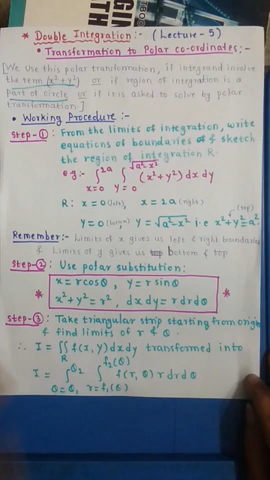 * Double Integration :- (Lecture - 5)
• Transformation to Polar co-ordinates:-
[We Use this polar transformation, if integrand involve
the term (x²+y²) or if region of integration is a
part of circle or if it is asked to solve by polar
transformation.]
• Working Procedure :-
Step-① : From the limits of integration, write
equations of boundaries & sketch
the region of integration R.
e.g:- ∫_{x=0}^{2a} ∫_{y=0}^{√a²-x²} (x²+y²) dx dy
R: x=0 (left), x=2a (right) (top)
y=0 (bottom), y=√a²-x² i.e x²+y²=a²
Remember:- Limits of x gives us left & right boundaries
& Limits of y gives us bottom & top
Step-② : Use polar substitution:
x = r cosθ , y = r sinθ
* x²+y² = r² , dx dy = r dr dθ *
Step-③ : Take triangular strip starting from origin
& find limits of r & θ.
∴ I = ∬_R f(x,y) dx dy transformed into
I = ∫_{θ=θ₁}^{θ₂} ∫_{r=f₁(θ)}^{f₂(θ)} f(r,θ) r dr dθ